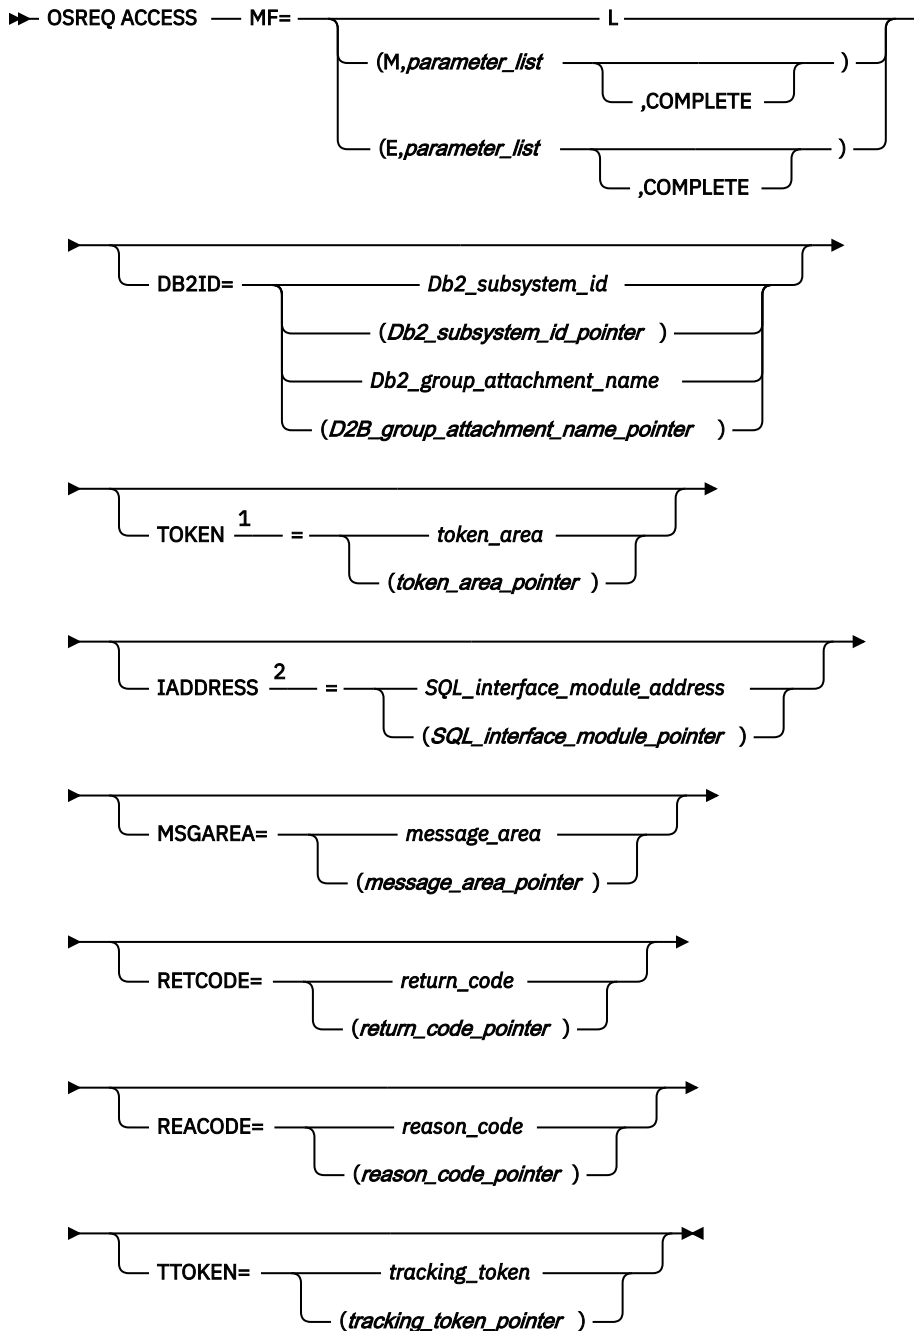 OSREQ ACCESS MF= L
(M,parameter_list )
,COMPLETE
(E,parameter_list )
,COMPLETE
DB2ID= Db2_subsystem_id
(Db2_subsystem_id_pointer )
Db2_group_attachment_name
(D2B_group_attachment_name_pointer )
TOKEN 1 = token_area
(token_area_pointer )
IADDRESS 2 = SQL_interface_module_address
(SQL_interface_module_pointer )
MSGAREA= message_area
(message_area_pointer )
RETCODE= return_code
(return_code_pointer )
REACODE= reason_code
(reason_code_pointer )
TTOKEN= tracking_token
(tracking_token_pointer )